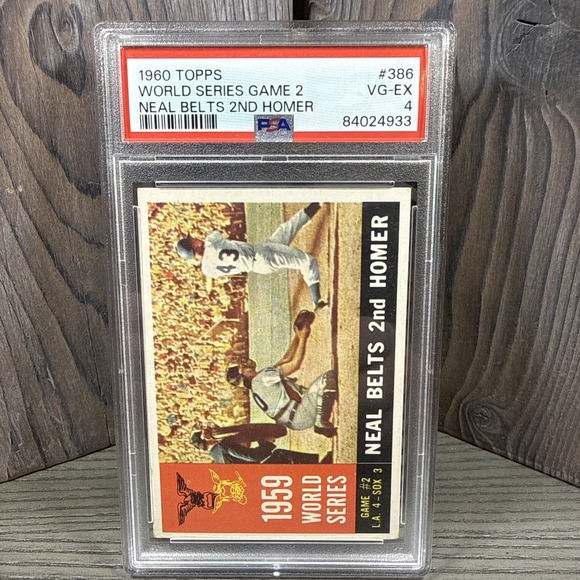 1960 TOPPS #386
WORLD SERIES GAME 2 VG-EX
NEAL BELTS 2ND HOMER 4
PSA 84024933
43
NEAL BELTS 2nd HOMER
1959
WORLD
SERIES
GAME #2
L.A. 4-SOX 3